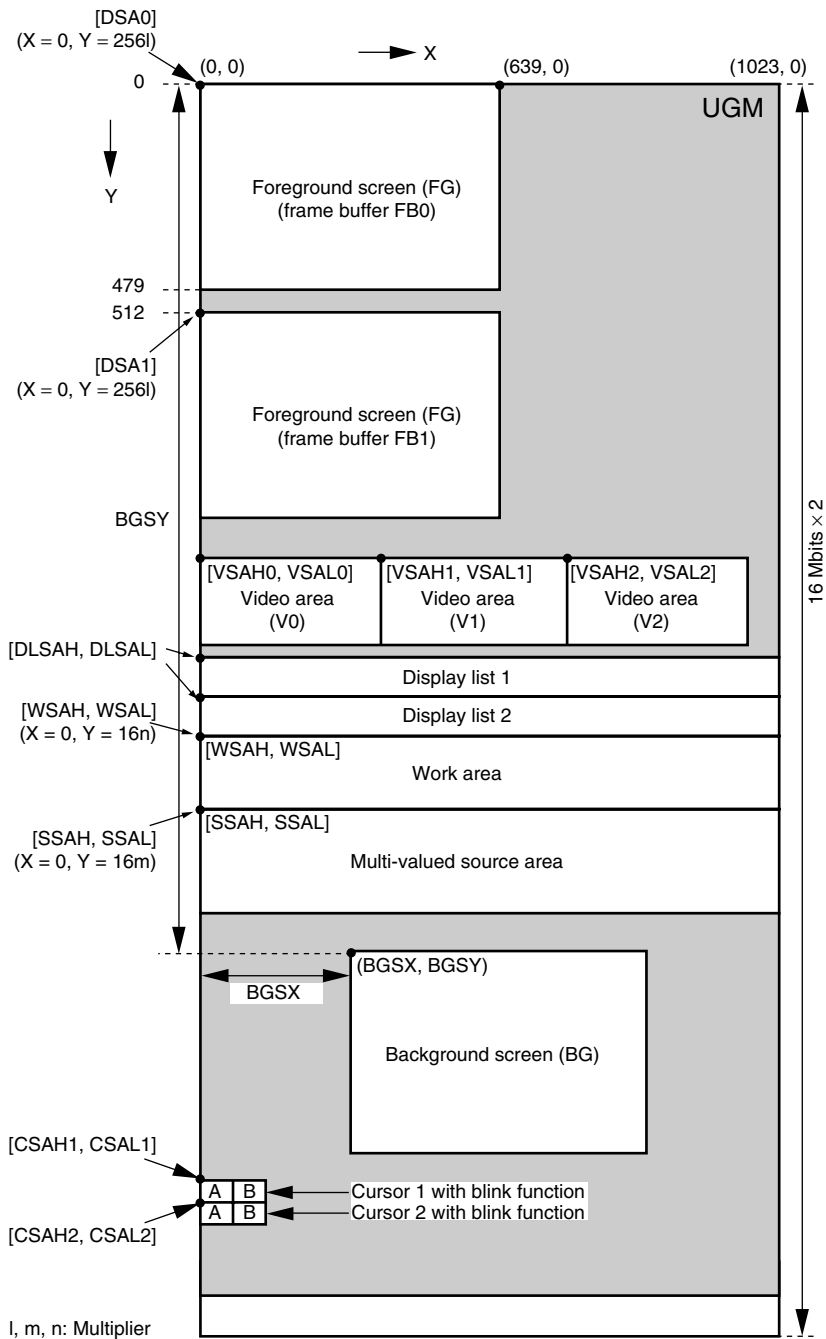 [DSA0]
(X = 0, Y = 256l)
X
(0, 0)
(639, 0)
(1023, 0)
0
UGM
Y
Foreground screen (FG)
(frame buffer FB0)
479
512
[DSA1]
(X = 0, Y = 256l)
Foreground screen (FG)
(frame buffer FB1)
BGSY
16 Mbits × 2
[VSAH0, VSAL0]
Video area
(V0)
[VSAH1, VSAL1]
Video area
(V1)
[VSAH2, VSAL2]
Video area
(V2)
[DLSAH, DLSAL]
Display list 1
Display list 2
[WSAH, WSAL]
(X = 0, Y = 16n)
[WSAH, WSAL]
Work area
[SSAH, SSAL]
(X = 0, Y = 16m)
[SSAH, SSAL]
Multi-valued source area
(BGSX, BGSY)
BGSX
Background screen (BG)
[CSAH1, CSAL1]
A B
Cursor 1 with blink function
A B
Cursor 2 with blink function
[CSAH2, CSAL2]
l, m, n: Multiplier